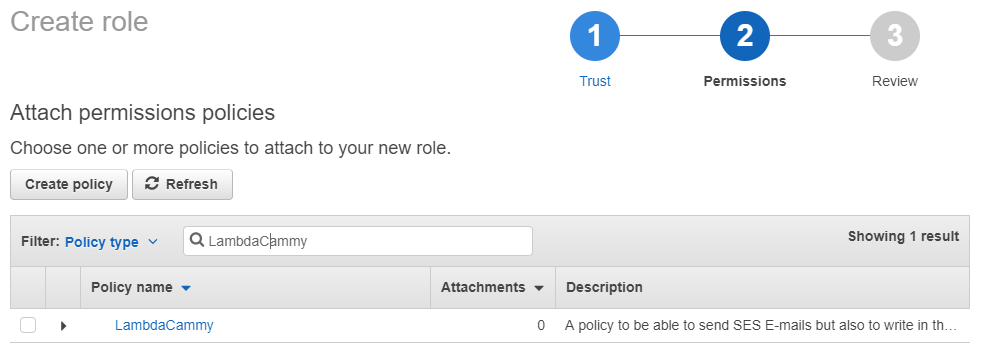 Create role
1 2 3
Trust Permissions Review
Attach permissions policies
Choose one or more policies to attach to your new role.
Create policy Refresh
Filter: Policy type LambdaCammy Showing 1 result
Policy name Attachments Description
LambdaCammy 0 A policy to be able to send SES E-mails but also to write in th…